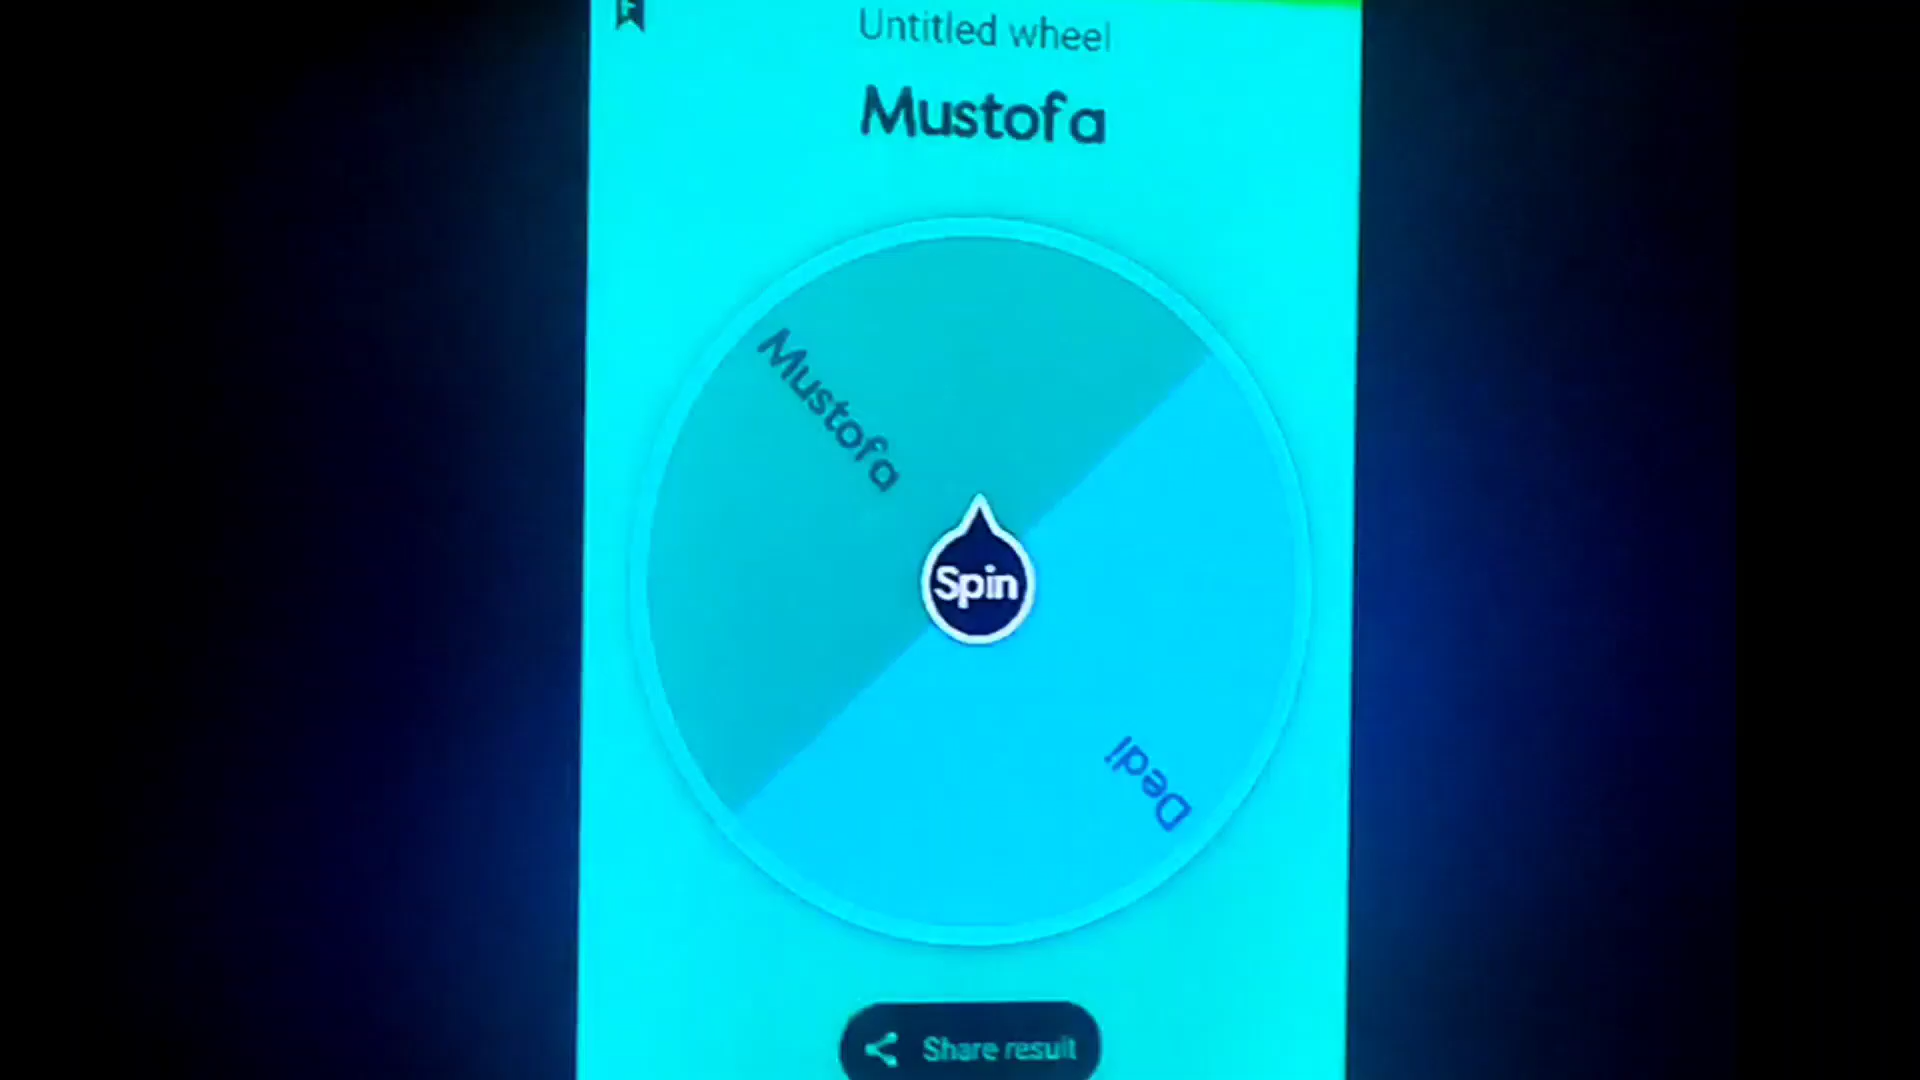 Untitled wheel
Mustofa
Mustofa
Spin
Dedi
Share result